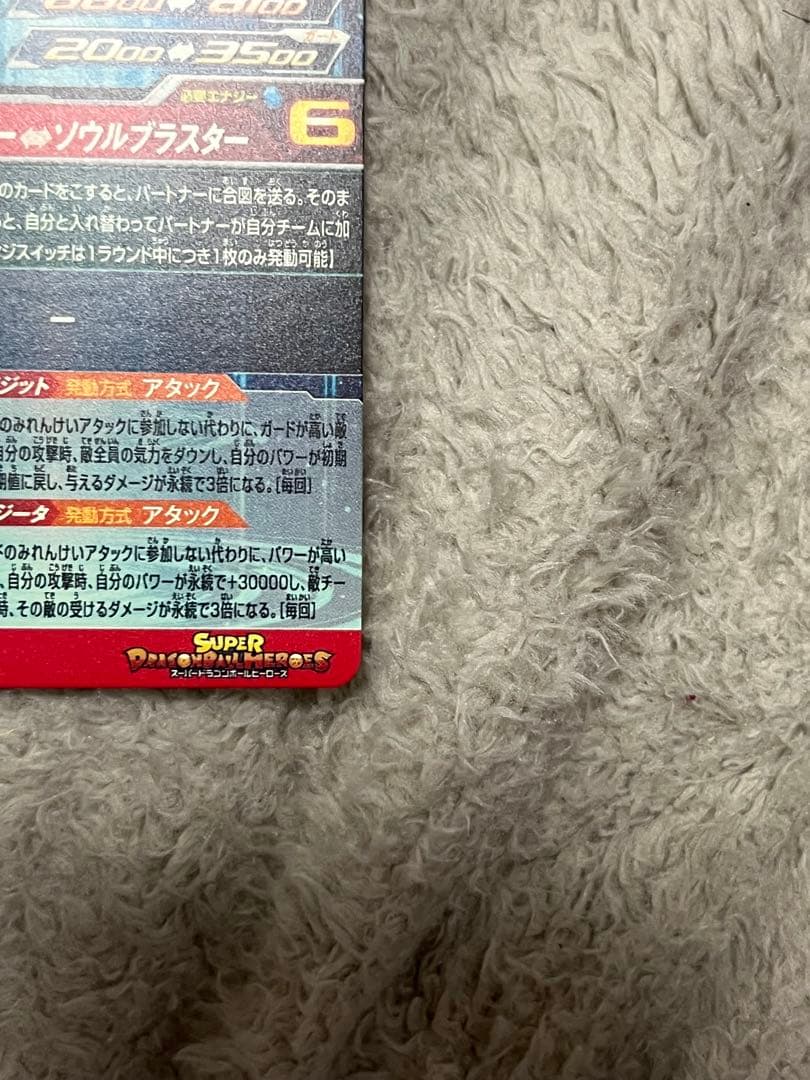 ガード
2000⇔3500
必要エナジー 6
ー⇔ソウルブラスター
のカードをこすると、パートナーに合図を送る。そのま
ると、自分と入れ替わってパートナーが自分チームに加
ジスイッチは1ラウンド中につき1枚のみ発動可能】
ー
ジット 発動方式 アタック
のみれんけいアタックに参加しない代わりに、ガードが高い敵
自分の攻撃時、敵全員の気力をダウンし、自分のパワーが初期
期値に戻し、与えるダメージが永続で3倍になる。[毎回]
ジータ 発動方式 アタック
ドのみれんけいアタックに参加しない代わりに、パワーが高い
、自分の攻撃時、自分のパワーが永続で+30000し、敵チー
時、その敵の受けるダメージが永続で3倍になる。[毎回]
SUPER
DRAGONBALL HEROES
スーパードラゴンボールヒーローズ